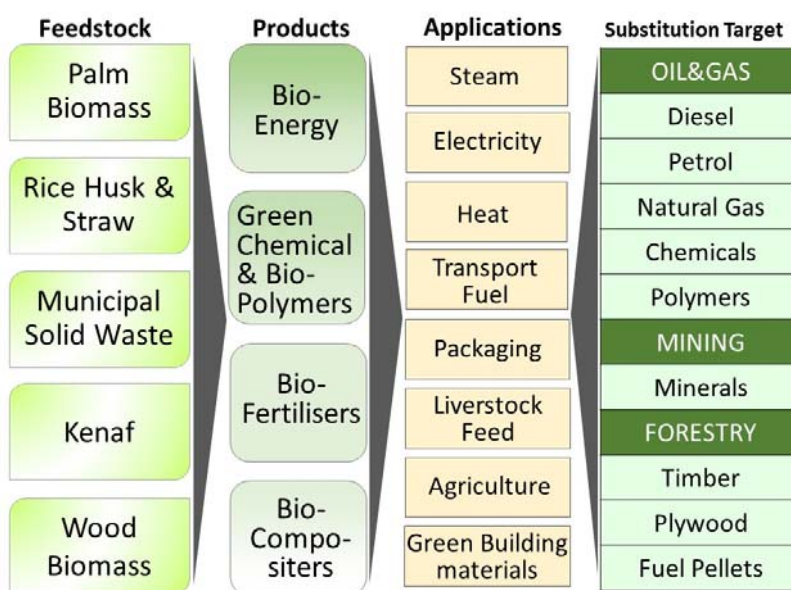 Feedstock
Palm
Biomass
Rice Husk &
Straw
Municipal
Solid Waste
Kenaf
Wood
Biomass
Products
Bio-
Energy
Green
Chemical
& Bio-
Polymers
Bio-
Fertilisers
Bio-
Compo-
siters
Applications
Steam
Electricity
Heat
Transport
Fuel
Packaging
Liverstock
Feed
Agriculture
Green Building
materials
Substitution Target
OIL&GAS
Diesel
Petrol
Natural Gas
Chemicals
Polymers
MINING
Minerals
FORESTRY
Timber
Plywood
Fuel Pellets